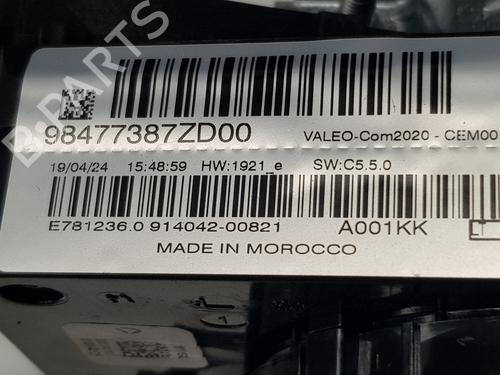 B-PARTS
98477387ZD00
VALEO-Com2020 - CEM00
19/04/24 15:48:59 HW:1921_e SW:C5.5.0
E781236.0 914042-00821 A001KK
MADE IN MOROCCO
1